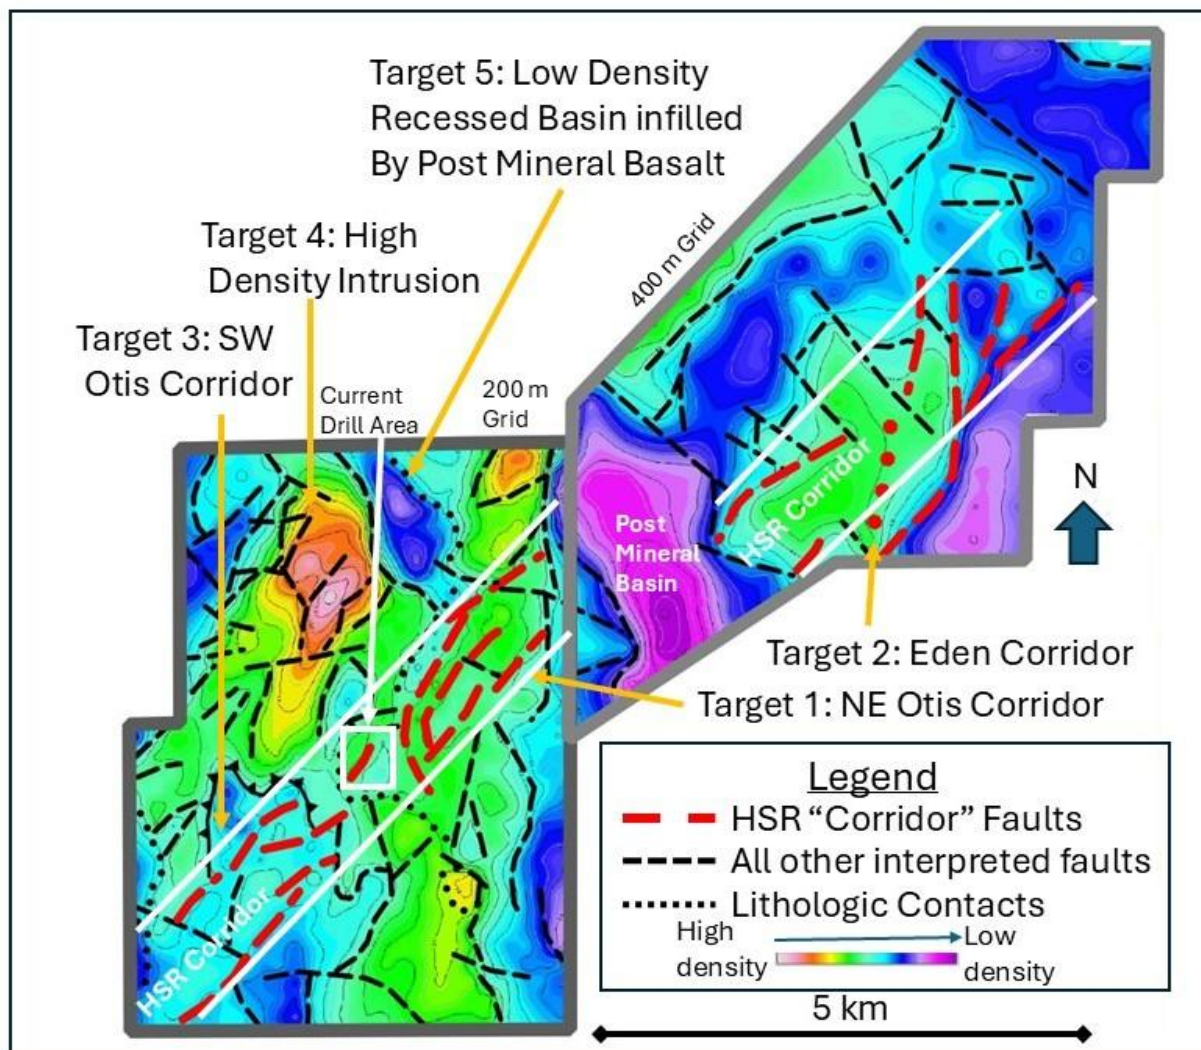 Target 5: Low Density
Recessed Basin infilled
By Post Mineral Basalt
Target 4: High
Density Intrusion
Target 3: SW
Otis Corridor
Current
Drill Area
200 m
Grid
400 m Grid
HSR Corridor
Post
Mineral
Basin
N
Target 2: Eden Corridor
Target 1: NE Otis Corridor
HSR Corridor
Legend
HSR “Corridor” Faults
All other interpreted faults
Lithologic Contacts
High
density
Low
density
5 km